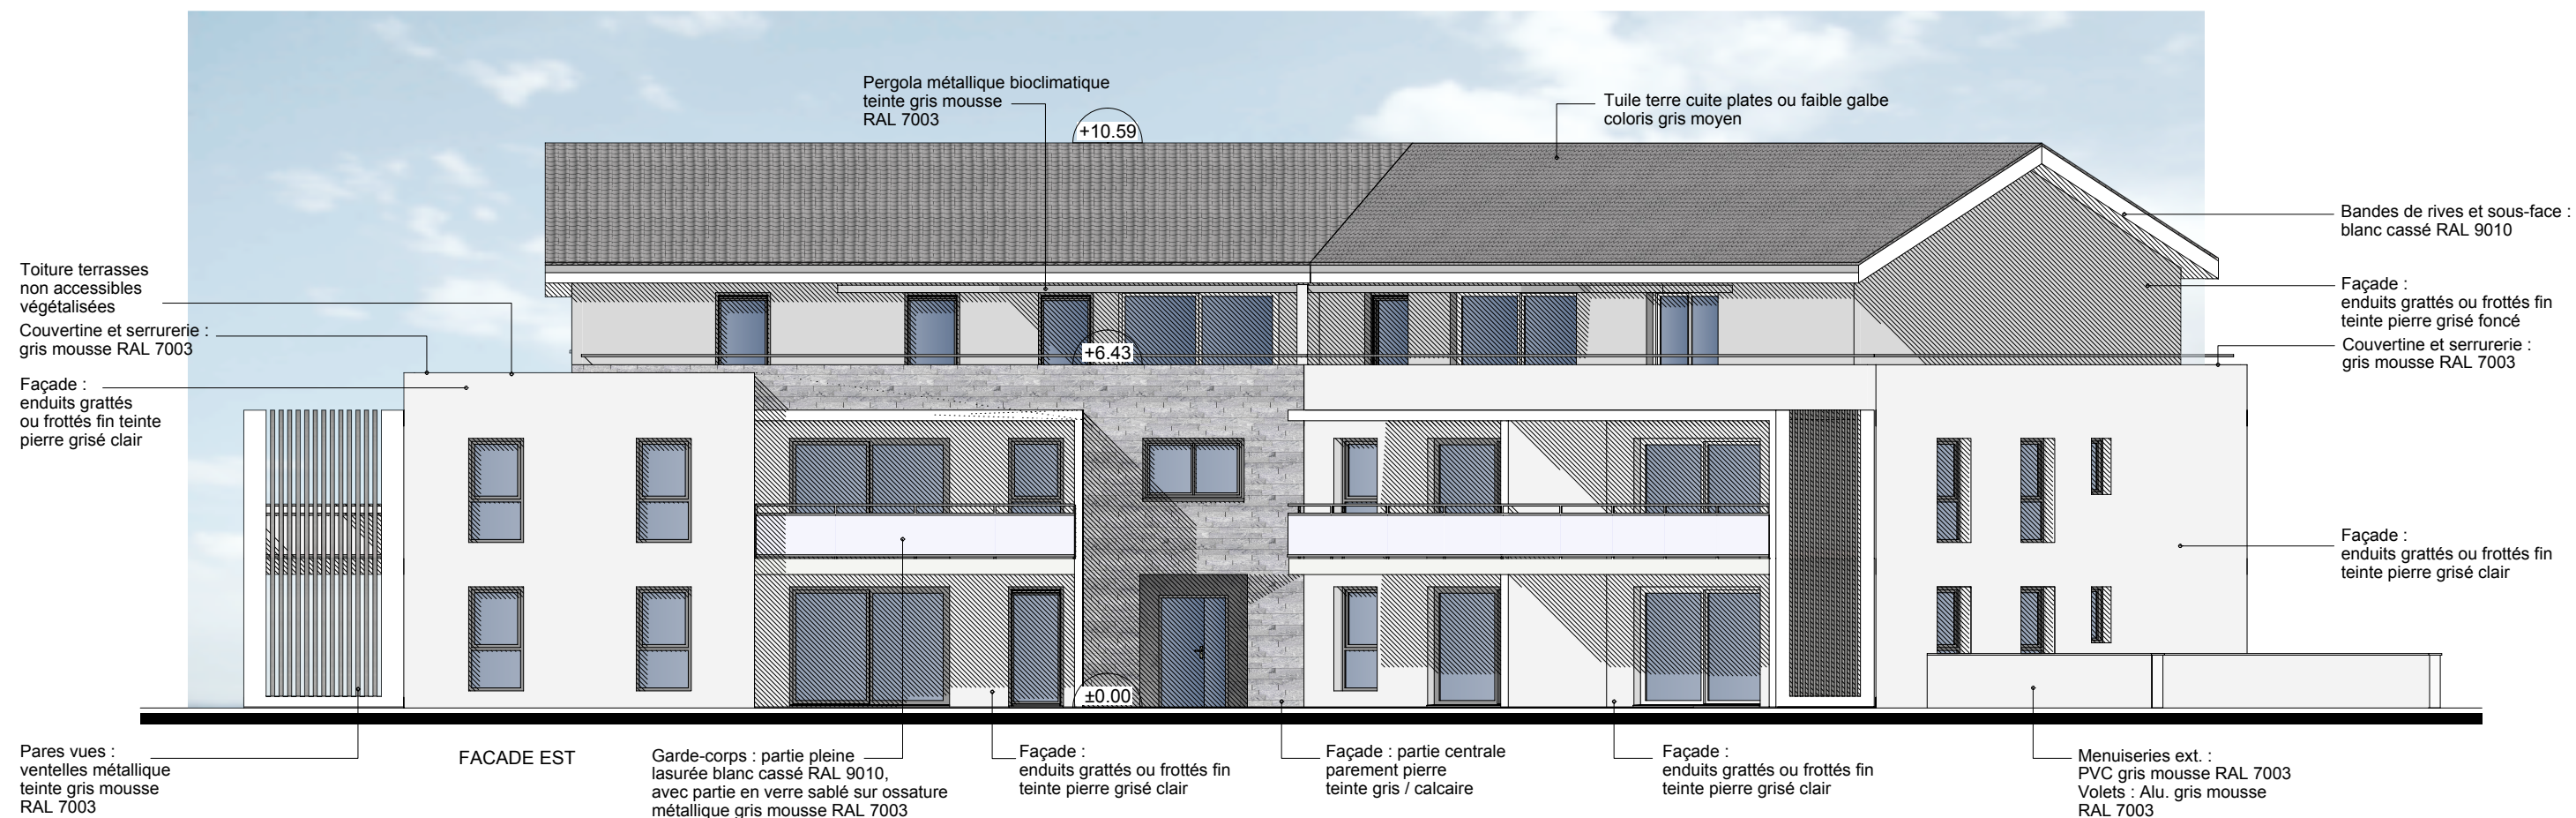 Pergola métallique bioclimatique
teinte gris mousse
RAL 7003
+10.59
Tuile terre cuite plates ou faible galbe
coloris gris moyen
Bandes de rives et sous-face :
blanc cassé RAL 9010
Toiture terrasses
non accessibles
végétalisées
Couvertine et serrurerie :
gris mousse RAL 7003
Façade :
enduits grattés
ou frottés fin teinte
pierre grisé clair
+6.43
Façade :
enduits grattés ou frottés fin
teinte pierre grisé foncé
Couvertine et serrurerie :
gris mousse RAL 7003
Façade :
enduits grattés ou frottés fin
teinte pierre grisé clair
±0.00
Pares vues :
ventelles métallique
teinte gris mousse
RAL 7003
FACADE EST
Garde-corps : partie pleine
lasurée blanc cassé RAL 9010,
avec partie en verre sablé sur ossature
métallique gris mousse RAL 7003
Façade :
enduits grattés ou frottés fin
teinte pierre grisé clair
Façade : partie centrale
parement pierre
teinte gris / calcaire
Façade :
enduits grattés ou frottés fin
teinte pierre grisé clair
Menuiseries ext. :
PVC gris mousse RAL 7003
Volets : Alu. gris mousse
RAL 7003